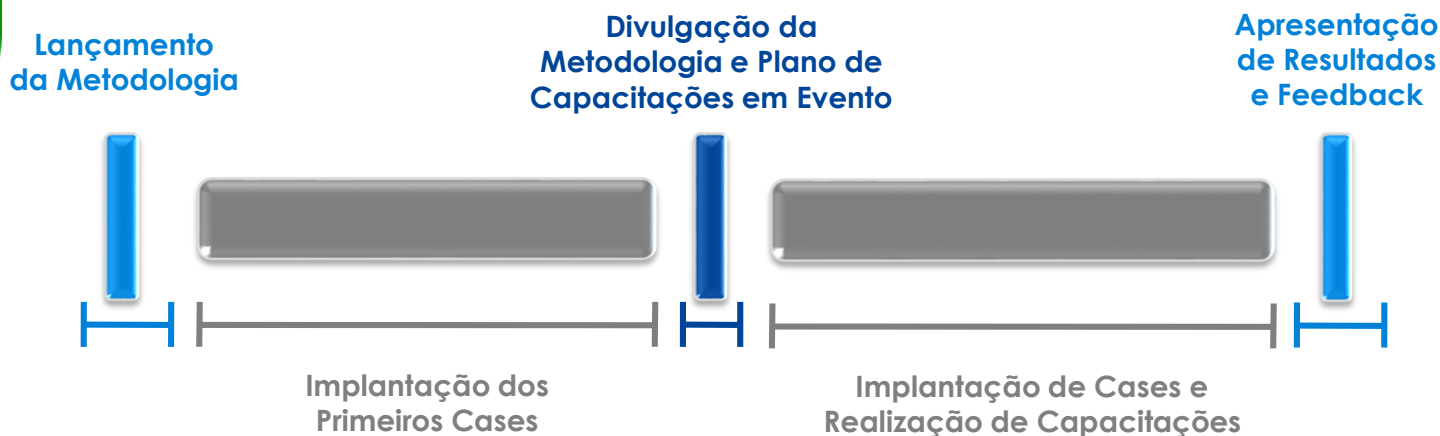 Lançamento
da Metodologia
Divulgação da
Metodologia e Plano de
Capacitações em Evento
Apresentação
de Resultados
e Feedback
Implantação dos
Primeiros Cases
Implantação de Cases e
Realização de Capacitações